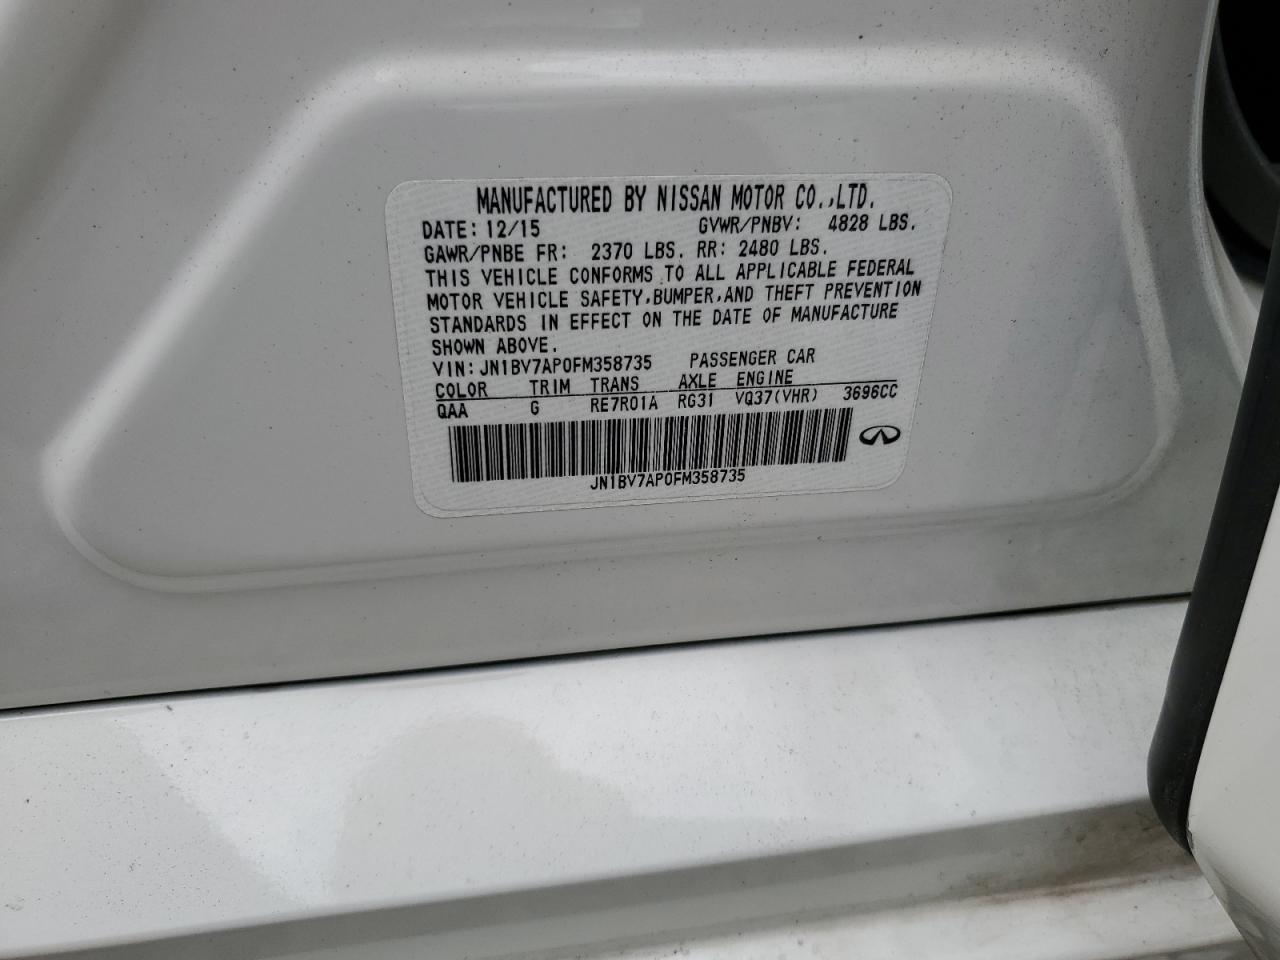 MANUFACTURED BY NISSAN MOTOR CO.,LTD.
DATE: 12/15 GVWR/PNBV: 4828 LBS.
GAWR/PNBE FR: 2370 LBS. RR: 2480 LBS.
THIS VEHICLE CONFORMS TO ALL APPLICABLE FEDERAL
MOTOR VEHICLE SAFETY,BUMPER,AND THEFT PREVENTION
STANDARDS IN EFFECT ON THE DATE OF MANUFACTURE
SHOWN ABOVE.
VIN: JN1BV7AP0FM358735 PASSENGER CAR
COLOR TRIM TRANS AXLE ENGINE
QAA G RE7R01A RG31 VQ37(VHR) 3696CC
JN1BV7AP0FM358735